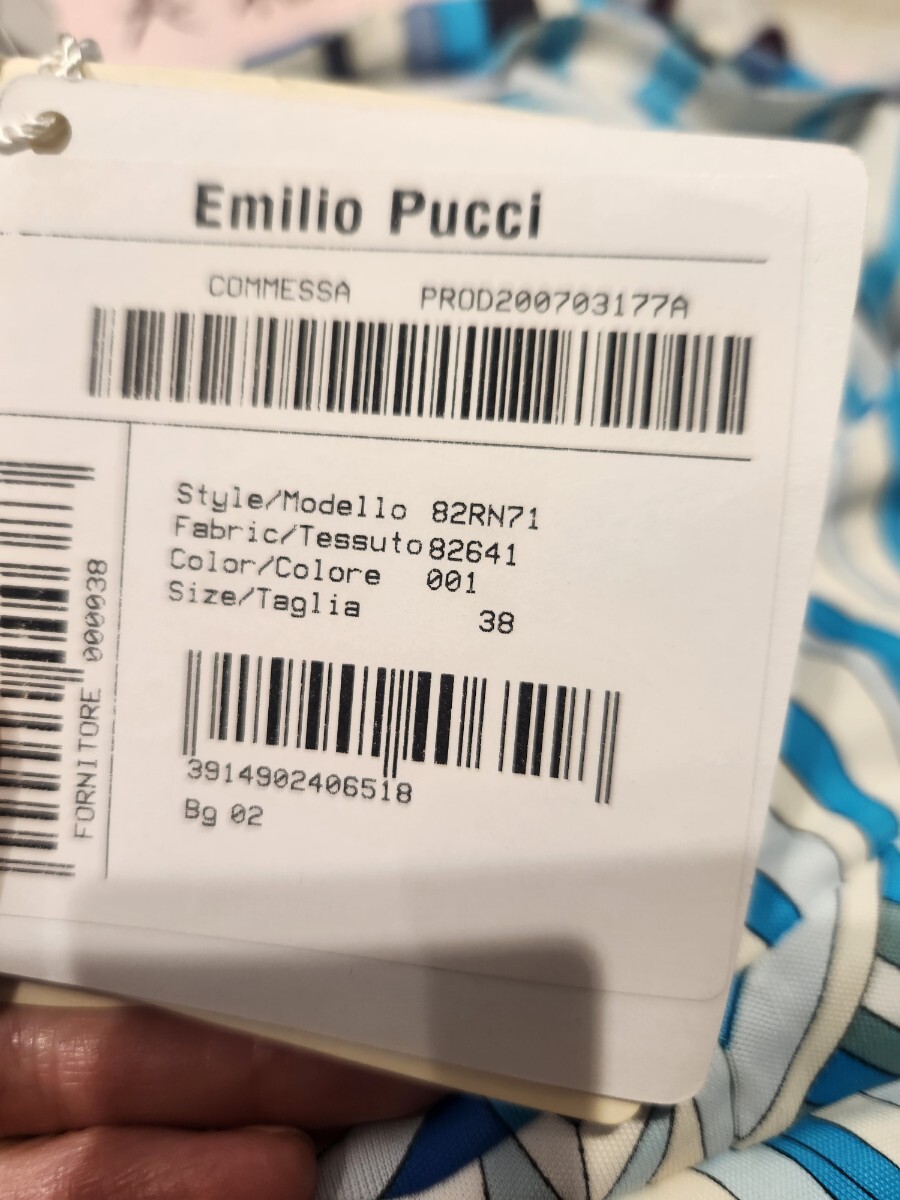 Emilio Pucci
COMMESSA PROD200703177A
Style/Modello 82RN71
Fabric/Tessuto 82641
Color/Colore 001
Size/Taglia 38
3914902406518
Bg 02
FORNITORE 000038